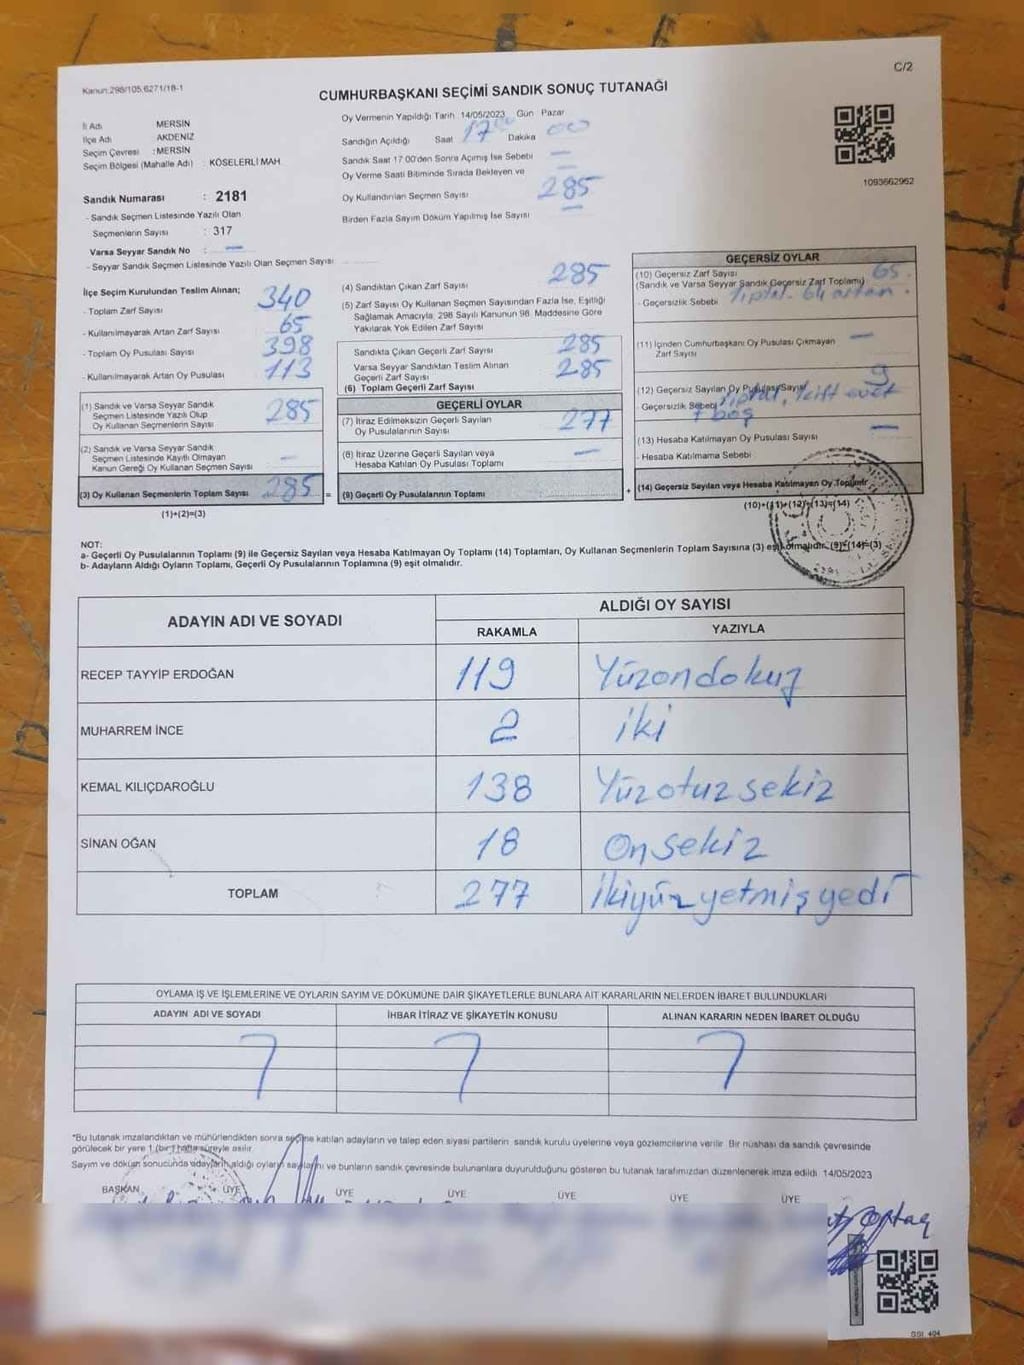 C/2
Kanun:298/105,6271/18-1
CUMHURBAŞKANI SEÇİMİ SANDIK SONUÇ TUTANAĞI
İl Adı MERSİN
İlçe Adı AKDENİZ
Seçim Çevresi :MERSİN
Seçim Bölgesi (Mahalle Adı) : KÖSELERLİ MAH
Sandık Numarası : 2181
- Sandık Seçmen Listesinde Yazılı Olan
Seçmenlerin Sayısı : 317
Varsa Seyyar Sandık No : —
- Seyyar Sandık Seçmen Listesinde Yazılı Olan Seçmen Sayısı
Oy Vermenin Yapıldığı Tarih 14/05/2023 Gün Pazar
Sandığın Açıldığı Saat 17 00 Dakika 00
Sandık Saat 17 00'den Sonra Açımış İse Sebebi —
Oy Verme Saati Bitiminde Sırada Bekleyen ve
Oy Kullandırılan Seçmen Sayısı 285
Birden Fazla Sayım Döküm Yapılmış İse Sayısı —
1093662962
İlçe Seçim Kurulundan Teslim Alınan;
- Toplam Zarf Sayısı 340
- Kullanılmayarak Artan Zarf Sayısı 65
- Toplam Oy Pusulası Sayısı 398
- Kullanılmayarak Artan Oy Pusulası 113
(1) Sandık ve Varsa Seyyar Sandık
Seçmen Listesinde Yazılı Olup
Oy Kullanan Seçmenlerin Sayısı 285
(2) Sandık ve Varsa Seyyar Sandık
Seçmen Listesinde Kayıtlı Olmayan
Kanun Gereği Oy Kullanan Seçmen Sayısı —
(3) Oy Kullanan Seçmenlerin Toplam Sayısı 285 =
(1)+(2)=(3)
(4) Sandıktan Çıkan Zarf Sayısı 285
(5) Zarf Sayısı Oy Kullanan Seçmen Sayısından Fazla İse, Eşitliği
Sağlamak Amacıyla, 298 Sayılı Kanunun 98. Maddesine Göre
Yakılarak Yok Edilen Zarf Sayısı
Sandıkta Çıkan Geçerli Zarf Sayısı 285
Varsa Seyyar Sandıktan Teslim Alınan
Geçerli Zarf Sayısı 285
(6) Toplam Geçerli Zarf Sayısı
GEÇERLİ OYLAR
(7) İtiraz Edilmeksizin Geçerli Sayılan
Oy Pusulalarının Sayısı 277
(8) İtiraz Üzerine Geçerli Sayılan veya
Hesaba Katılan Oy Pusulası Toplamı —
(9) Geçerli Oy Pusulalarının Toplamı +
GEÇERSİZ OYLAR
(10) Geçersiz Zarf Sayısı 65
(Sandık ve Varsa Seyyar Sandık Geçersiz Zarf Toplamı)
- Geçersizlik Sebebi 1 iptal. 64 artan.
(11) İçinden Cumhurbaşkanı Oy Pusulası Çıkmayan —
Zarf Sayısı
(12) Geçersiz Sayılan Oy Pusulası Sayısı 9
- Geçersizlik Sebebi 1 iptal, 1 çift evet
7 boş
(13) Hesaba Katılmayan Oy Pusulası Sayısı —
- Hesaba Katılmama Sebebi
(14) Geçersiz Sayılan veya Hesaba Katılmayan Oy Toplamı
(10)+(11)+(12)+(13)=(14)
NOT:
a- Geçerli Oy Pusulalarının Toplamı (9) ile Geçersiz Sayılan veya Hesaba Katılmayan Oy Toplamı (14) Toplamları, Oy Kullanan Seçmenlerin Toplam Sayısına (3) eşit olmalıdır. (9)+(14)=(3)
b- Adayların Aldığı Oyların Toplamı, Geçerli Oy Pusulalarının Toplamına (9) eşit olmalıdır.
ADAYIN ADI VE SOYADI ALDIĞI OY SAYISI
RAKAMLA YAZIYLA
RECEP TAYYİP ERDOĞAN 119 Yüzondokuz
MUHARREM İNCE 2 iki
KEMAL KILIÇDAROĞLU 138 Yüzotuzsekiz
SİNAN OĞAN 18 Onsekiz
TOPLAM 277 İkiyüzyetmişyedi
OYLAMA İŞ VE İŞLEMLERİNE VE OYLARIN SAYIM VE DÖKÜMÜNE DAİR ŞİKAYETLERLE BUNLARA AİT KARARLARIN NELERDEN İBARET BULUNDUKLARI
ADAYIN ADI VE SOYADI İHBAR İTİRAZ VE ŞİKAYETİN KONUSU ALINAN KARARIN NEDEN İBARET OLDUĞU
*Bu tutanak imzalandıktan ve mühürlendikten sonra seçime katılan adayların ve talep eden siyasi partilerin sandık kurulu üyelerine veya gözlemcilerine verilir. Bir nüshası da sandık çevresinde
görülecek bir yere 1 (bir) hafta süreyle asılır.
Sayım ve döküm sonucunda adayların aldığı oyların sayılarını ve bunların sandık çevresinde bulunanlara duyurulduğunu gösteren bu tutanak tarafımızdan düzenlenerek imza edildi. 14/05/2023
BAŞKAN ÜYE ÜYE ÜYE ÜYE ÜYE ÜYE